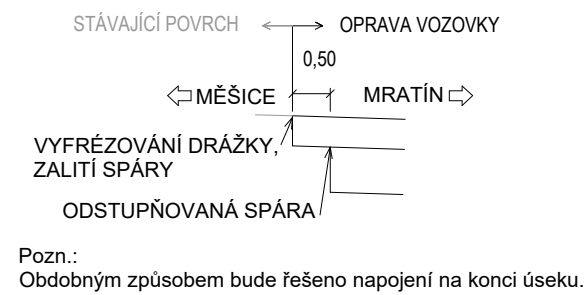 STÁVAJÍCÍ POVRCH OPRAVA VOZOVKY
0,50
MĚŠICE MRATÍN
VYFRÉZOVÁNÍ DRÁŽKY,
ZALITÍ SPÁRY
ODSTUPŇOVANÁ SPÁRA
Pozn.:
Obdobným způsobem bude řešeno napojení na konci úseku.